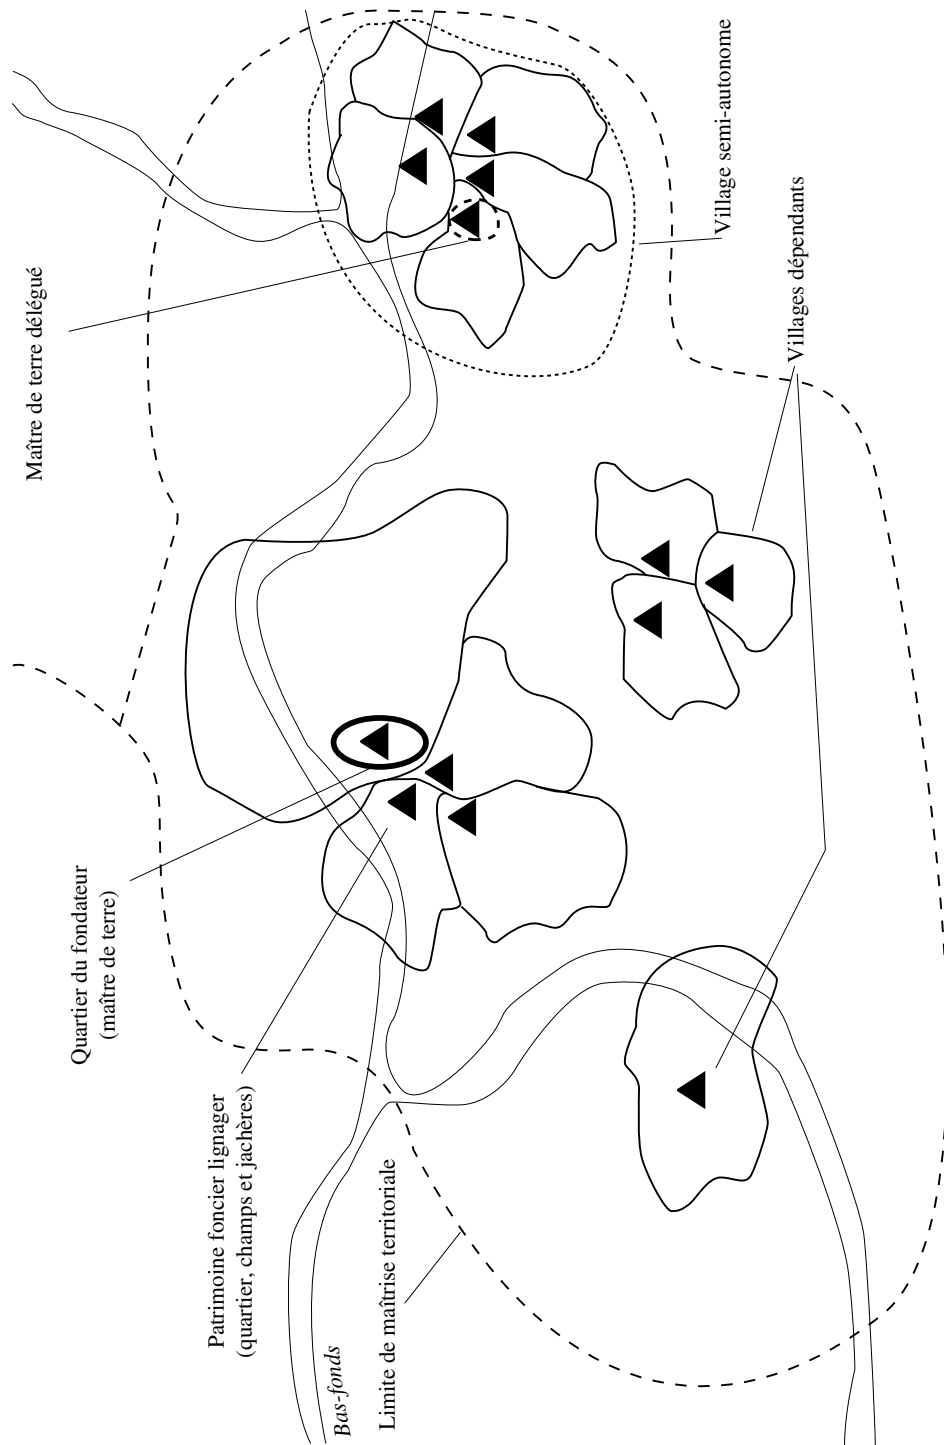 Bas-fonds
Limite de maîtrise territoriale
Patrimoine foncier lignager
(quartier, champs et jachères)
Quartier du fondateur
(maître de terre)
Maître de terre délégué
Village semi-autonome
Villages dépendants